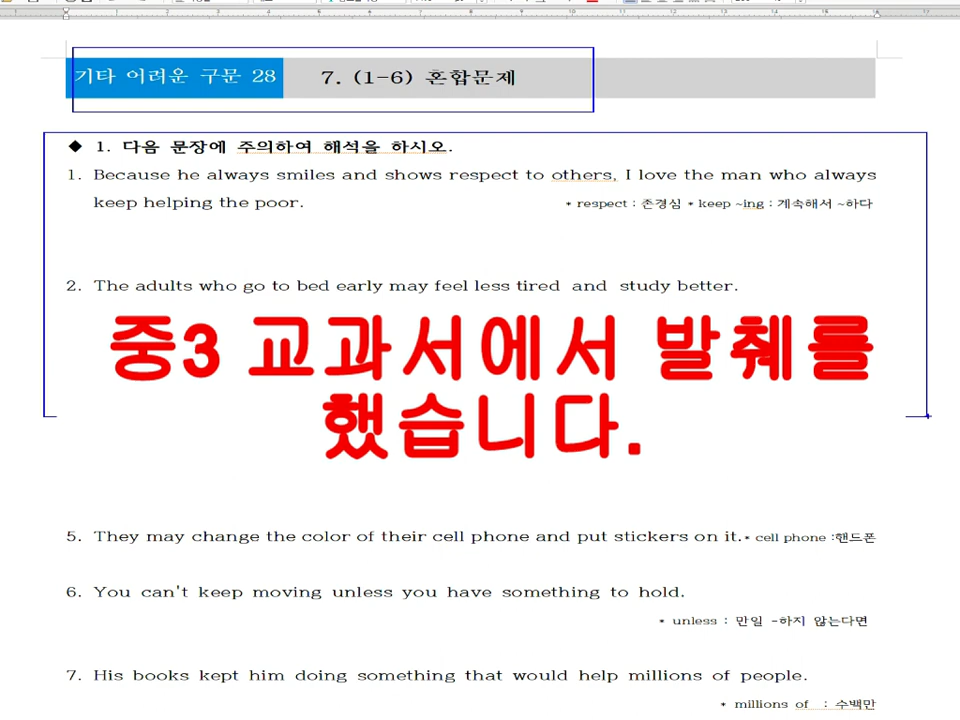 기타 어려운 구문 28
7. (1-6) 혼합문제
◆ 1. 다음 문장에 주의하여 해석을 하시오.
1. Because he always smiles and shows respect to others, I love the man who always
keep helping the poor.
* respect : 존경심 * keep ~ing : 계속해서 ~하다
2. The adults who go to bed early may feel less tired and study better.
중3 교과서에서 발췌를
했습니다.
5. They may change the color of their cell phone and put stickers on it.
* cell phone :핸드폰
6. You can't keep moving unless you have something to hold.
* unless : 만일 -하지 않는다면
7. His books kept him doing something that would help millions of people.
* millions of : 수백만